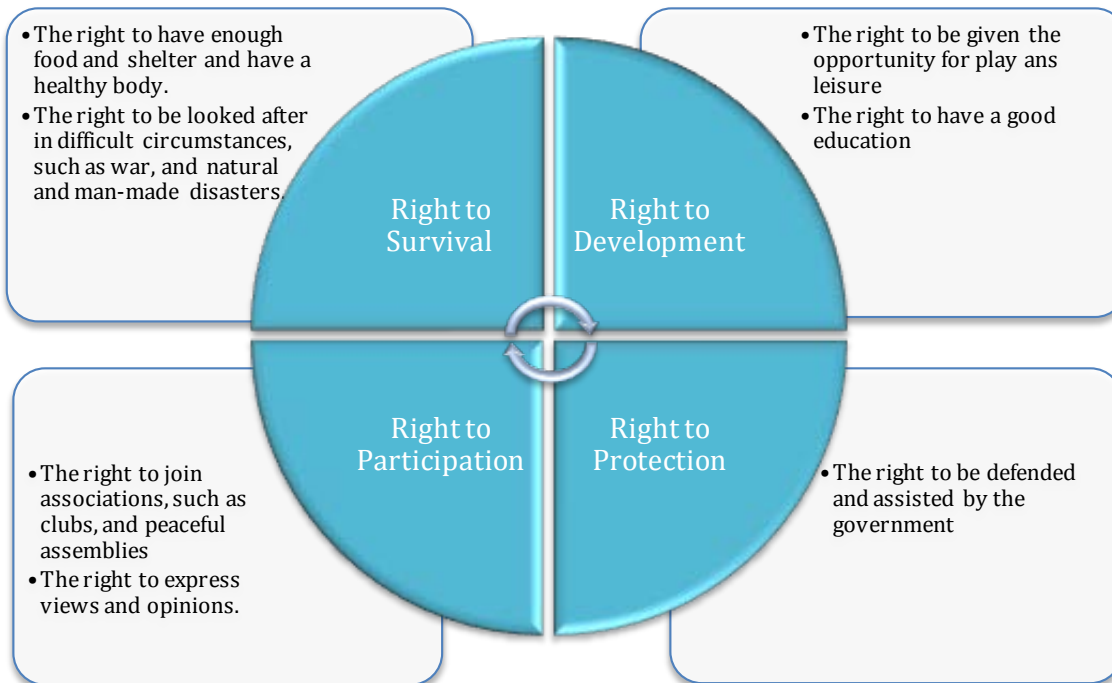 •The right to have enough
food and shelter and have a
healthy body.
•The right to be looked after
in difficult circumstances,
such as war, and natural
and man-made disasters.
•The right to be given the
opportunity for play ans
leisure
•The right to have a good
education
Right to
Survival
Right to
Development
Right to
Participation
Right to
Protection
•The right to join
associations, such as
clubs, and peaceful
assemblies
•The right to express
views and opinions.
•The right to be defended
and assisted by the
government